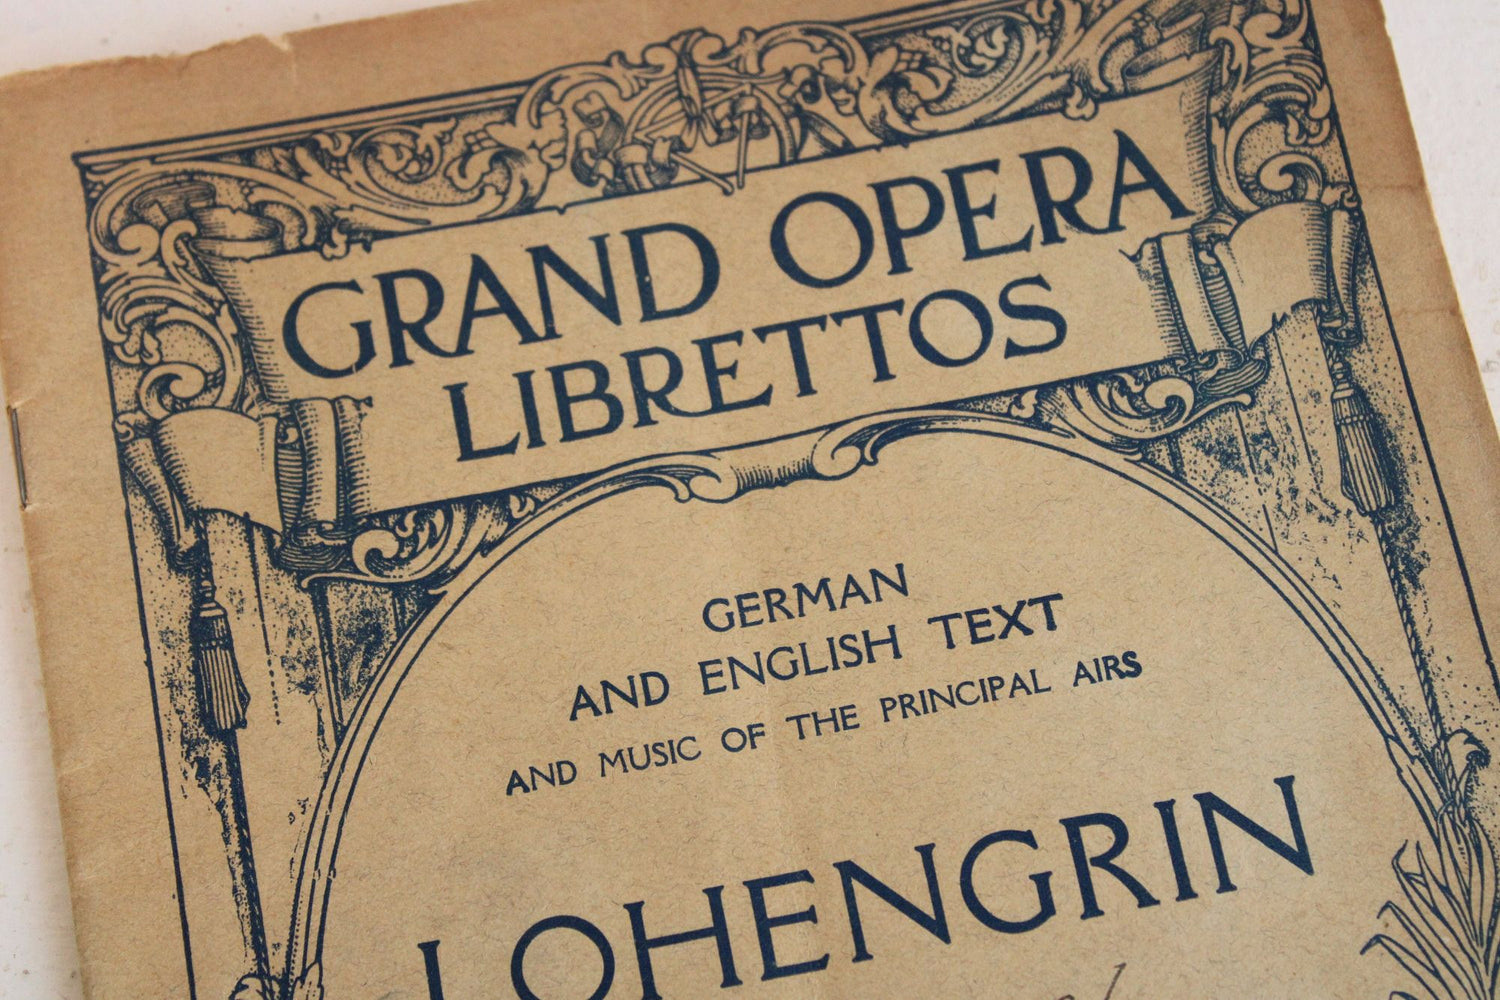 GRAND OPERA
LIBRETTOS
GERMAN
AND ENGLISH TEXT
AND MUSIC OF THE PRINCIPAL AIRS
LOHENGRIN